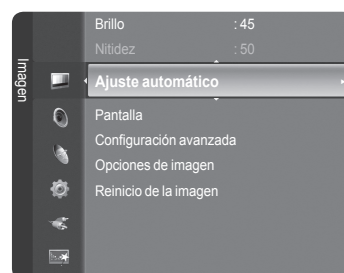 Imagen
Brillo : 45
Nitidez : 50
Ajuste automático
Pantalla
Configuración avanzada
Opciones de imagen
Reinicio de la imagen